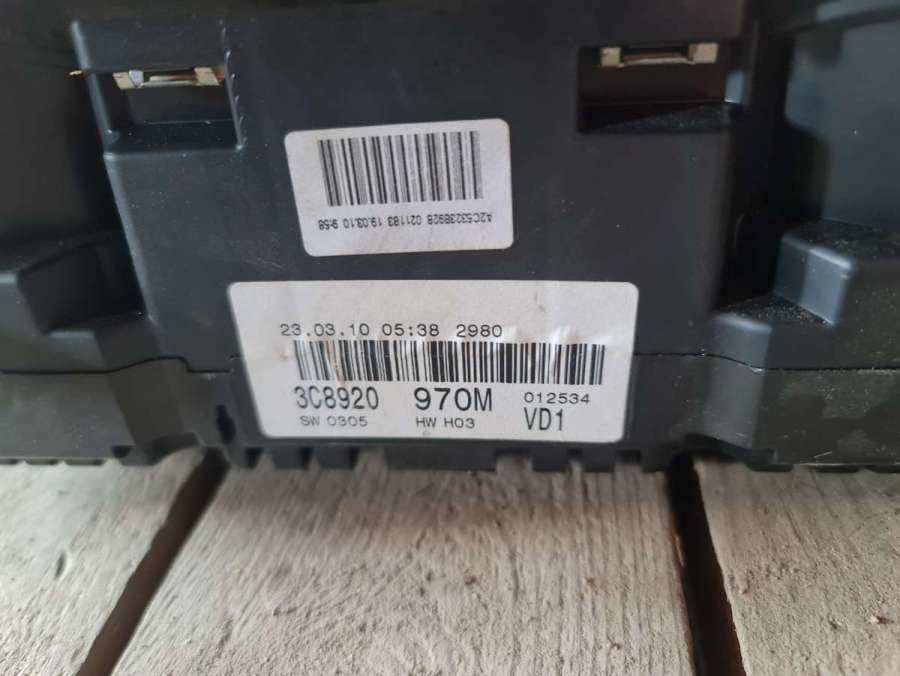 A2C53238928 021183 19.03.10 9:58
23.03.10 05:38 2980
3C8920 970M 012534
SW 0305 HW H03 VD1